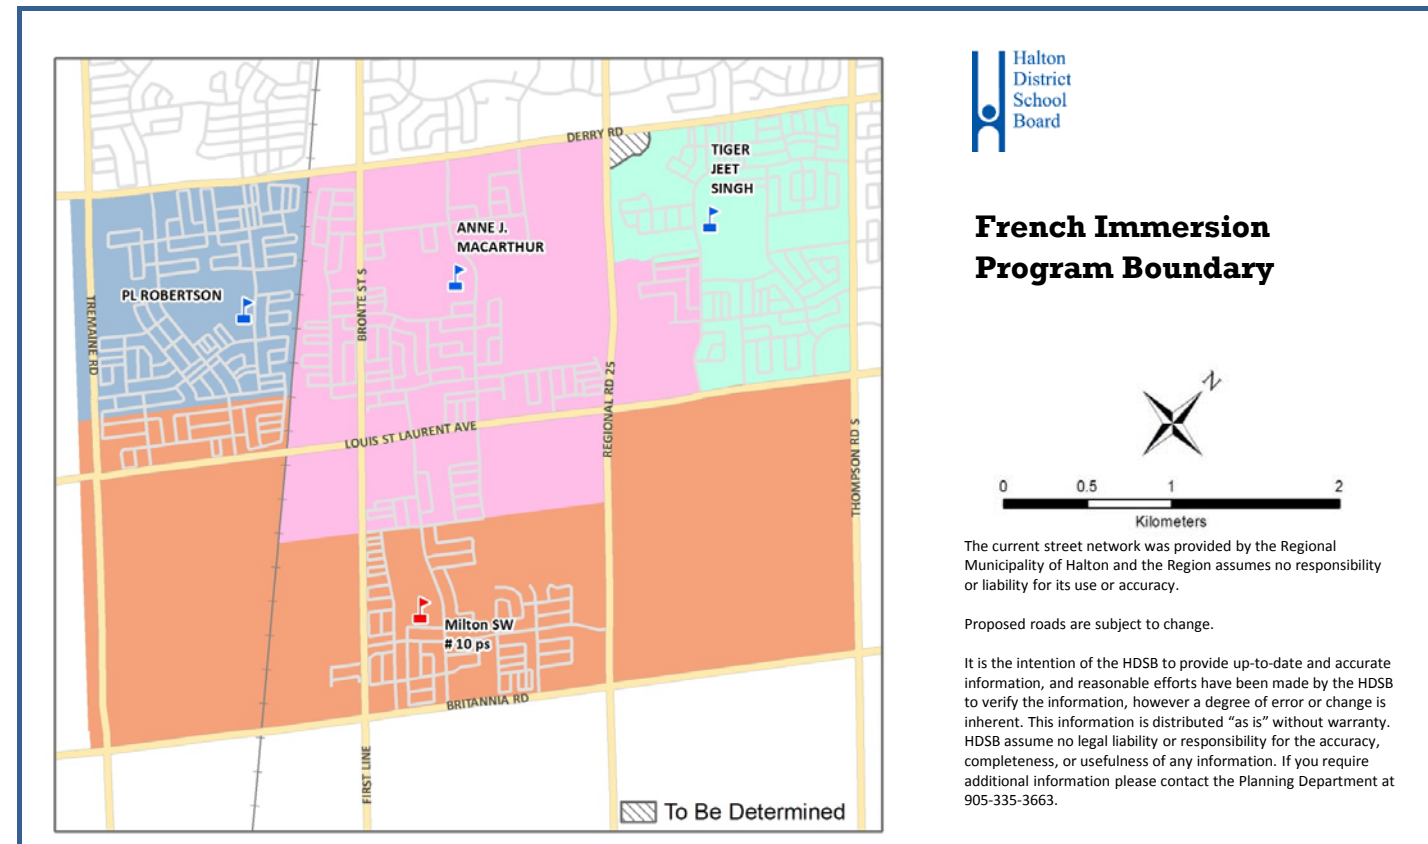 Halton
District
School
Board
French Immersion
Program Boundary
DERRY RD
TIGER
JEET
SINGH
ANNE J.
MACARTHUR
PL ROBERTSON
TREMAINE RD
BRONTE ST S
REGIONAL RD 25
LOUIS ST LAURENT AVE
THOMPSON RD S
Milton SW
# 10 ps
BRITANNIA RD
FIRST LINE
To Be Determined
N
0 0.5 1 2
Kilometers
The current street network was provided by the Regional
Municipality of Halton and the Region assumes no responsibility
or liability for its use or accuracy.
Proposed roads are subject to change.
It is the intention of the HDSB to provide up-to-date and accurate
information, and reasonable efforts have been made by the HDSB
to verify the information, however a degree of error or change is
inherent. This information is distributed “as is” without warranty.
HDSB assume no legal liability or responsibility for the accuracy,
completeness, or usefulness of any information. If you require
additional information please contact the Planning Department at
905-335-3663.